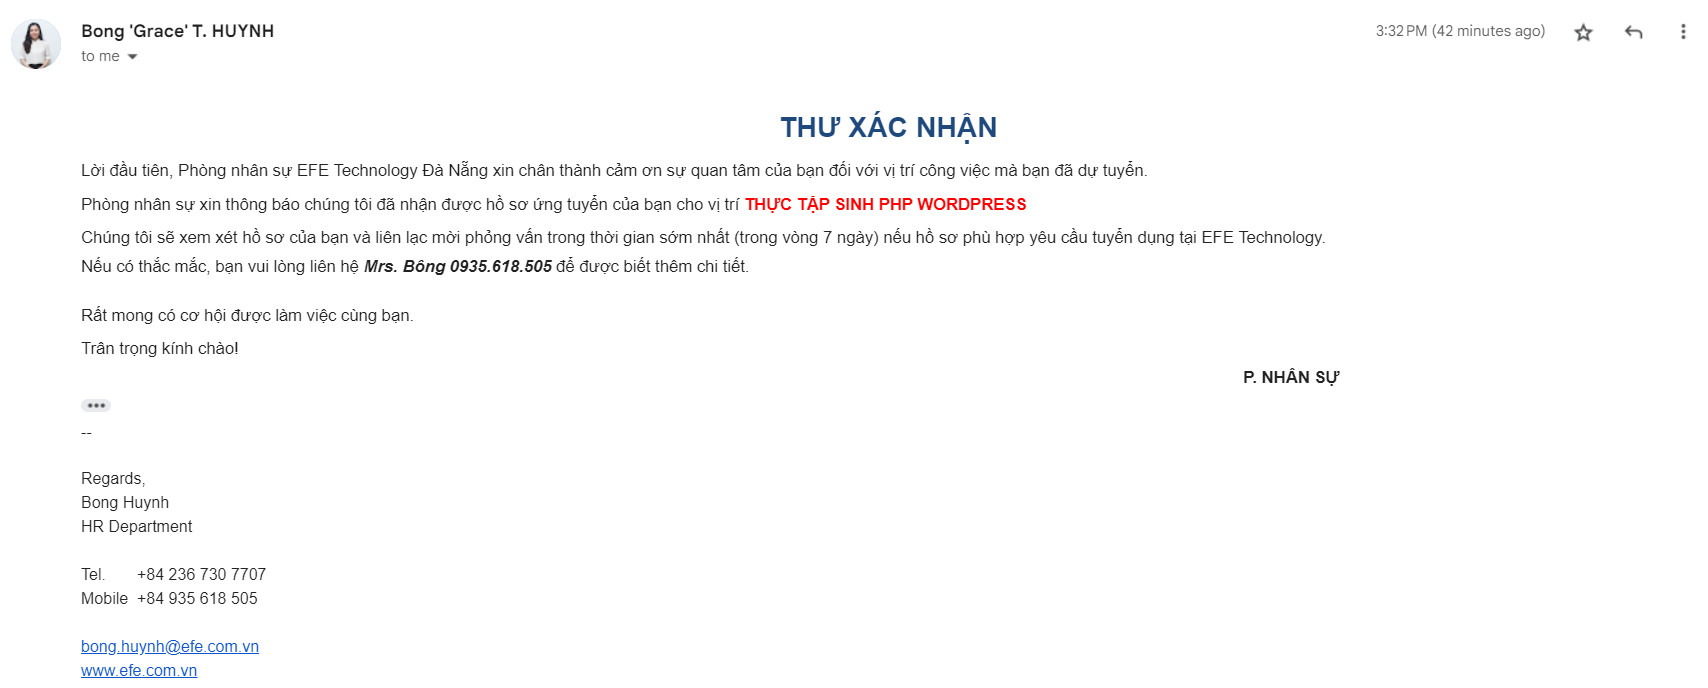 Bong 'Grace' T. HUYNH
3:32 PM (42 minutes ago)
to me
THƯ XÁC NHẬN
Lời đầu tiên, Phòng nhân sự EFE Technology Đà Nẵng xin chân thành cảm ơn sự quan tâm của bạn đối với vị trí công việc mà bạn đã dự tuyển.
Phòng nhân sự xin thông báo chúng tôi đã nhận được hồ sơ ứng tuyển của bạn cho vị trí THỰC TẬP SINH PHP WORDPRESS
Chúng tôi sẽ xem xét hồ sơ của bạn và liên lạc mời phỏng vấn trong thời gian sớm nhất (trong vòng 7 ngày) nếu hồ sơ phù hợp yêu cầu tuyển dụng tại EFE Technology.
Nếu có thắc mắc, bạn vui lòng liên hệ Mrs. Bông 0935.618.505 để được biết thêm chi tiết.
Rất mong có cơ hội được làm việc cùng bạn.
Trân trọng kính chào!
P. NHÂN SỰ
--
Regards,
Bong Huynh
HR Department
Tel. +84 236 730 7707
Mobile +84 935 618 505
bong.huynh@efe.com.vn
www.efe.com.vn